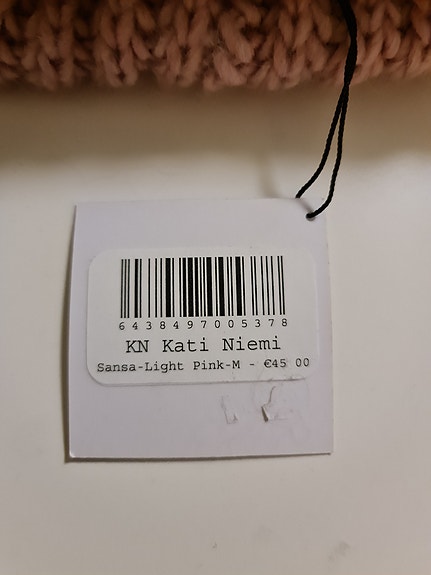 6438497005378
KN Kati Niemi
Sansa-Light Pink-M - €45 00